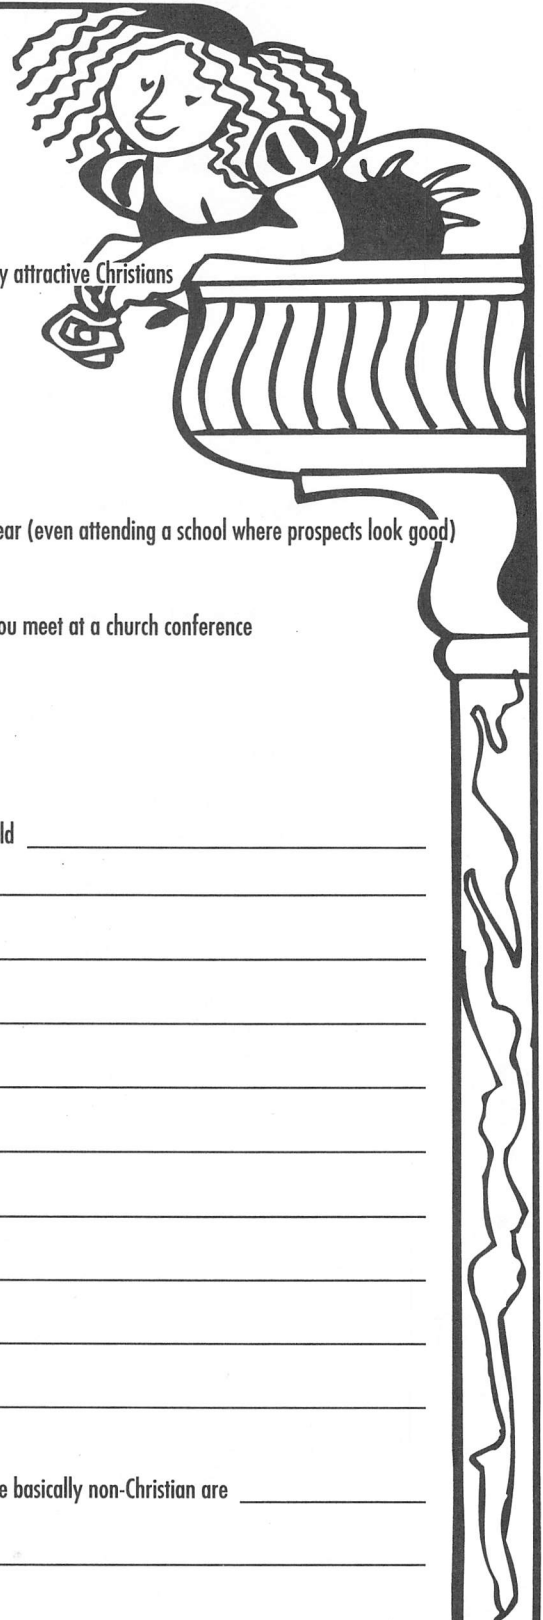 y attractive Christians
ear (even attending a school where prospects look good)
ou meet at a church conference
ld
e basically non-Christian are